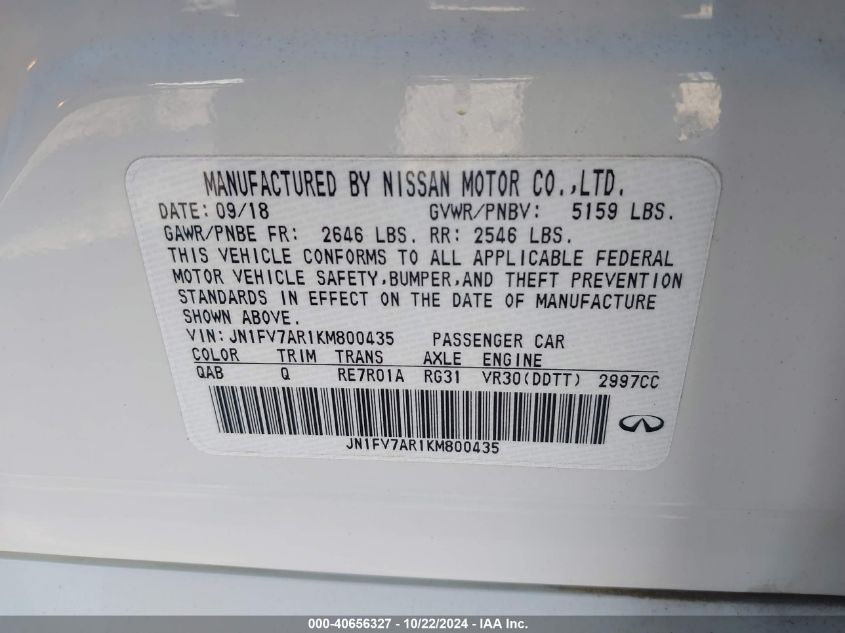 MANUFACTURED BY NISSAN MOTOR CO.,LTD.
DATE: 09/18 GVWR/PNBV: 5159 LBS.
GAWR/PNBE FR: 2646 LBS. RR: 2546 LBS.
THIS VEHICLE CONFORMS TO ALL APPLICABLE FEDERAL
MOTOR VEHICLE SAFETY,BUMPER,AND THEFT PREVENTION
STANDARDS IN EFFECT ON THE DATE OF MANUFACTURE
SHOWN ABOVE.
VIN: JN1FV7AR1KM800435 PASSENGER CAR
COLOR TRIM TRANS AXLE ENGINE
QAB Q RE7R01A RG31 VR30(DDTT) 2997CC
JN1FV7AR1KM800435
000-40656327 - 10/22/2024 - IAA Inc.